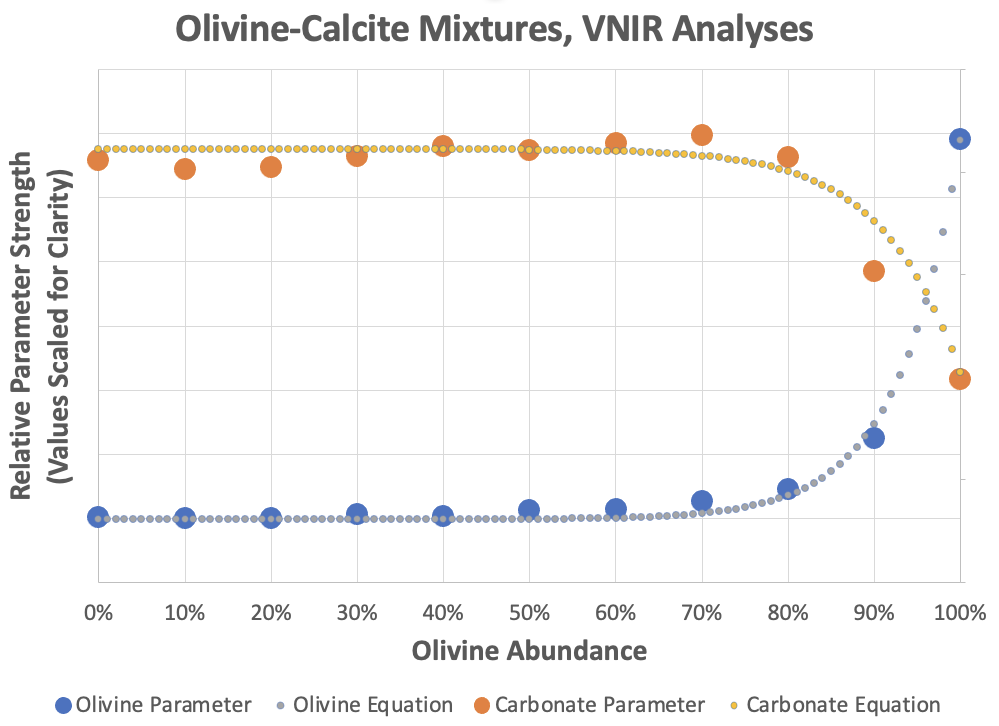 Olivine-Calcite Mixtures, VNIR Analyses
Relative Parameter Strength
(Values Scaled for Clarity)
0% 10% 20% 30% 40% 50% 60% 70% 80% 90% 100%
Olivine Abundance
Olivine Parameter Olivine Equation Carbonate Parameter Carbonate Equation